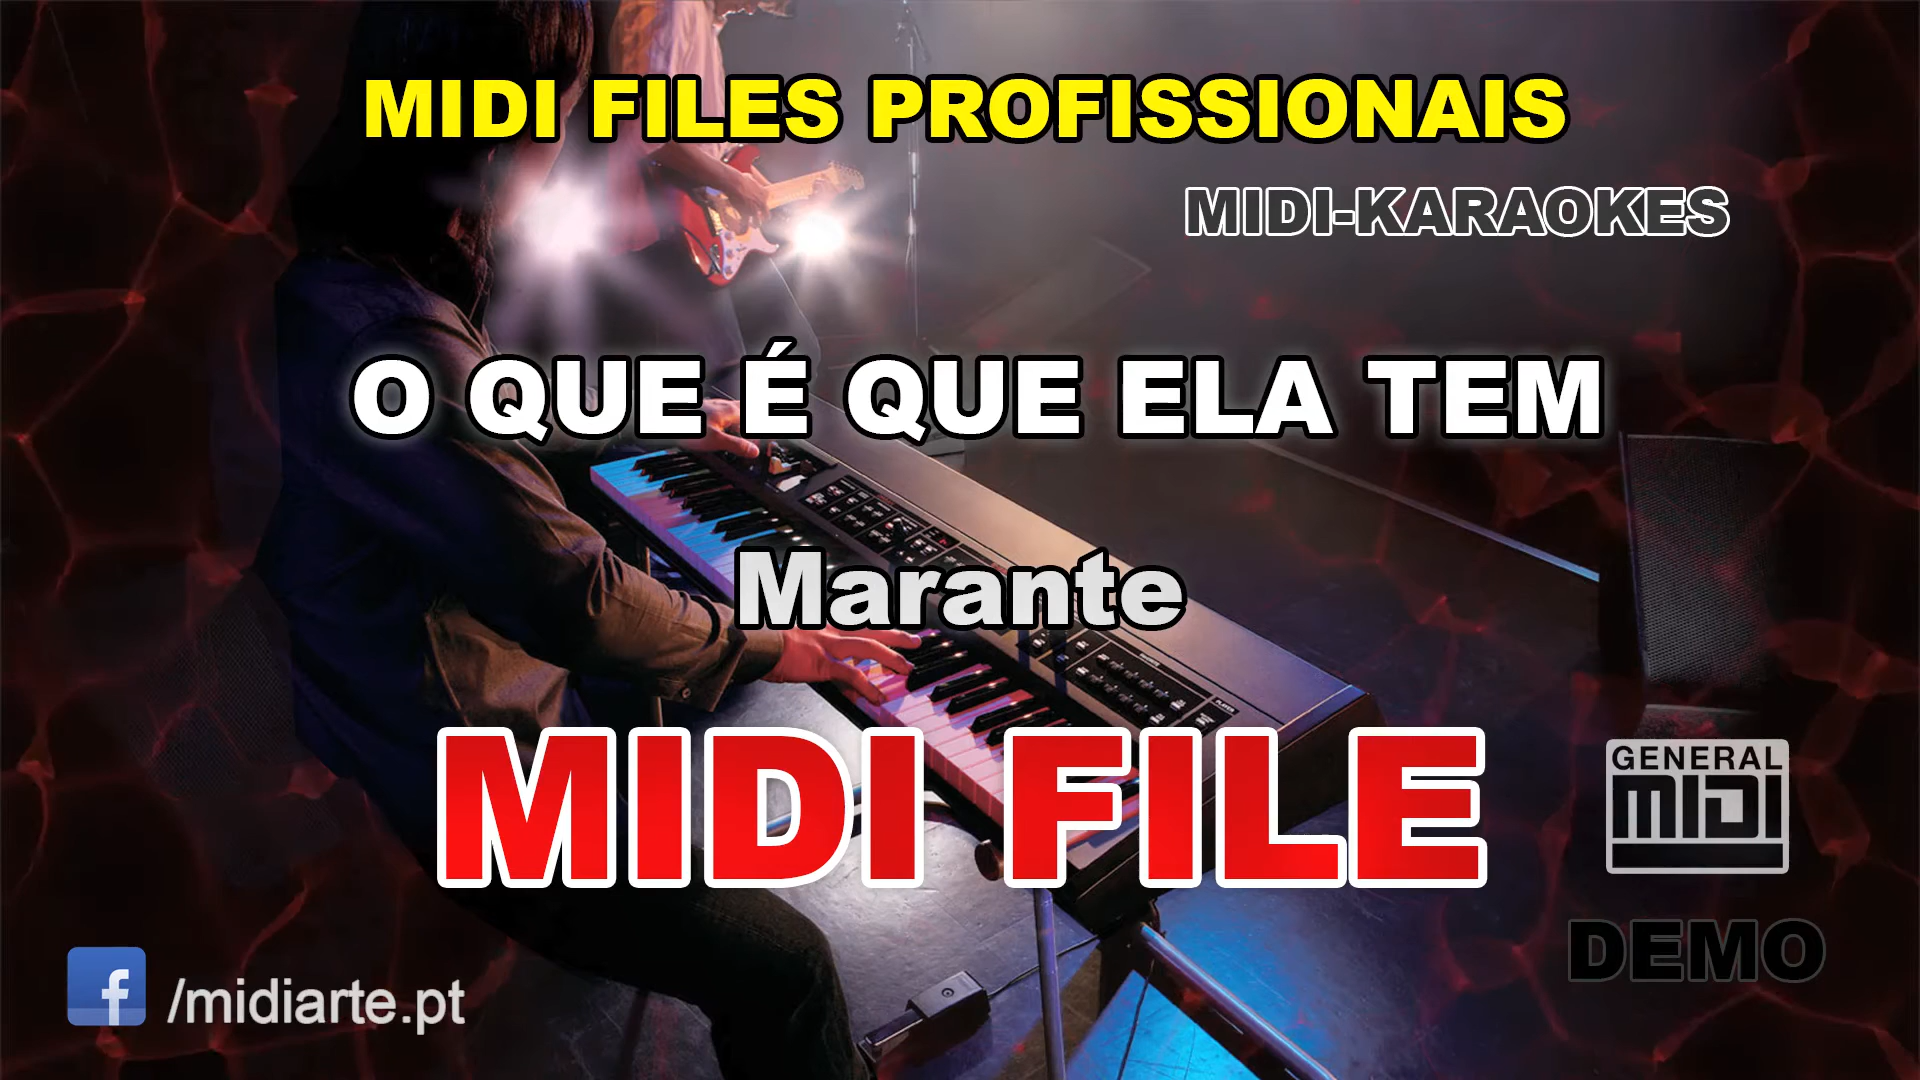 MIDI FILES PROFISSIONAIS
MIDI-KARAOKES
O QUE É QUE ELA TEM
Marante
MIDI FILE
GENERAL
MIDI
DEMO
f /midiarte.pt